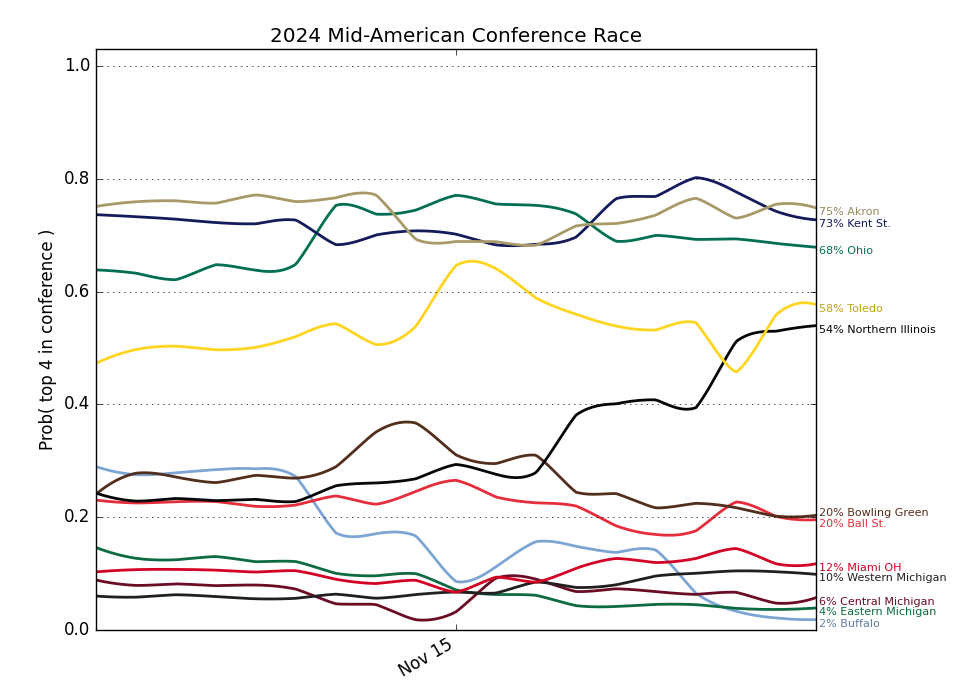 2024 Mid-American Conference Race
Prob( top 4 in conference )
1.0
0.8
0.6
0.4
0.2
0.0
Nov 15
75% Akron
73% Kent St.
68% Ohio
58% Toledo
54% Northern Illinois
20% Bowling Green
20% Ball St.
12% Miami OH
10% Western Michigan
6% Central Michigan
4% Eastern Michigan
2% Buffalo